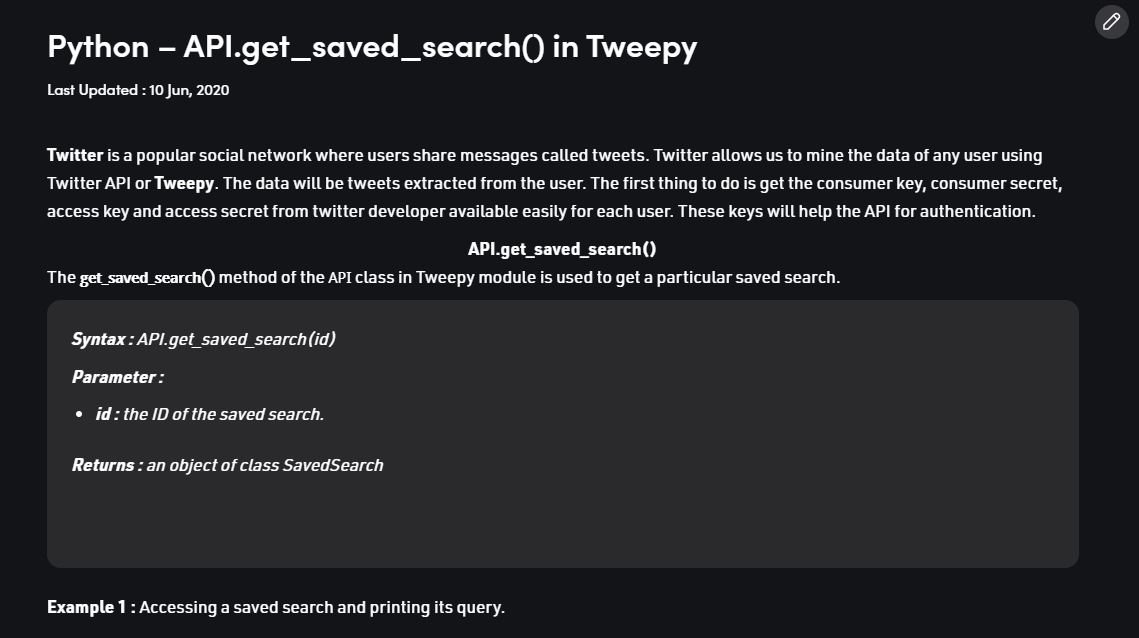 Python – API.get_saved_search() in Tweepy
Last Updated : 10 Jun, 2020
Twitter is a popular social network where users share messages called tweets. Twitter allows us to mine the data of any user using
Twitter API or Tweepy. The data will be tweets extracted from the user. The first thing to do is get the consumer key, consumer secret,
access key and access secret from twitter developer available easily for each user. These keys will help the API for authentication.
API.get_saved_search()
The get_saved_search() method of the API class in Tweepy module is used to get a particular saved search.
Syntax : API.get_saved_search(id)
Parameter :
• id : the ID of the saved search.
Returns : an object of class SavedSearch
Example 1 : Accessing a saved search and printing its query.